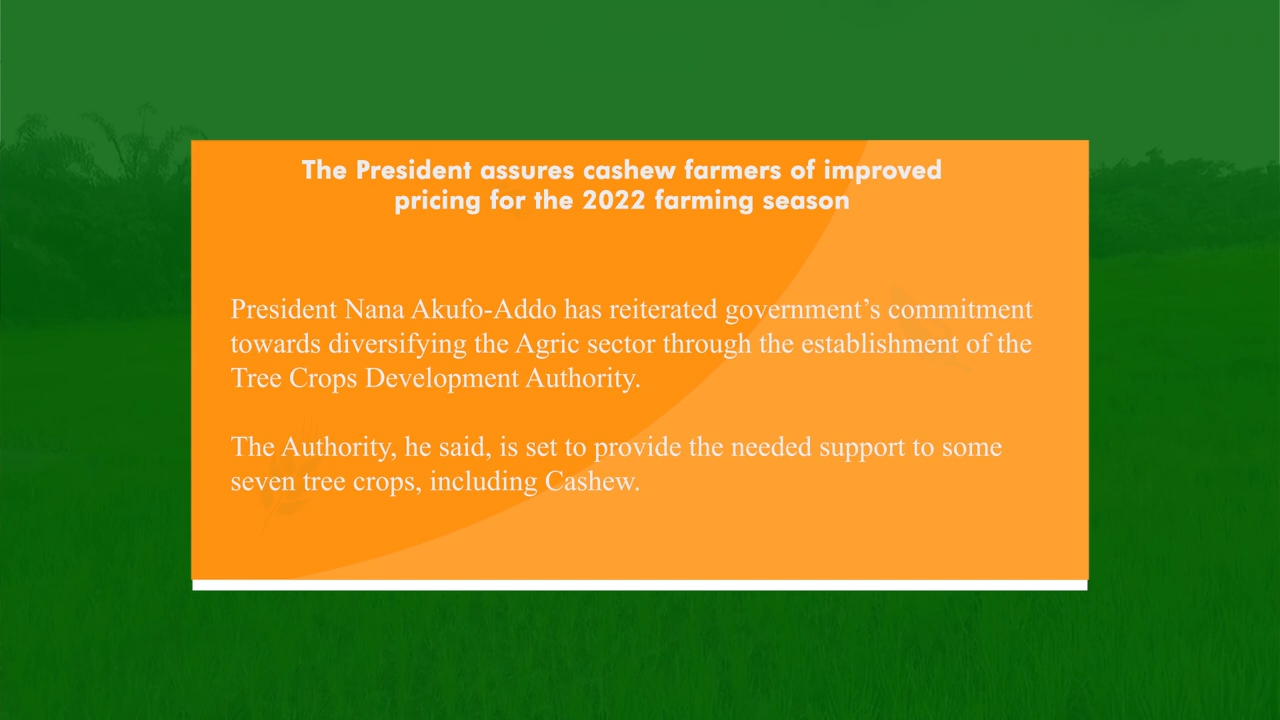 The President assures cashew farmers of improved
pricing for the 2022 farming season
President Nana Akufo-Addo has reiterated government’s commitment
towards diversifying the Agric sector through the establishment of the
Tree Crops Development Authority.
The Authority, he said, is set to provide the needed support to some
seven tree crops, including Cashew.